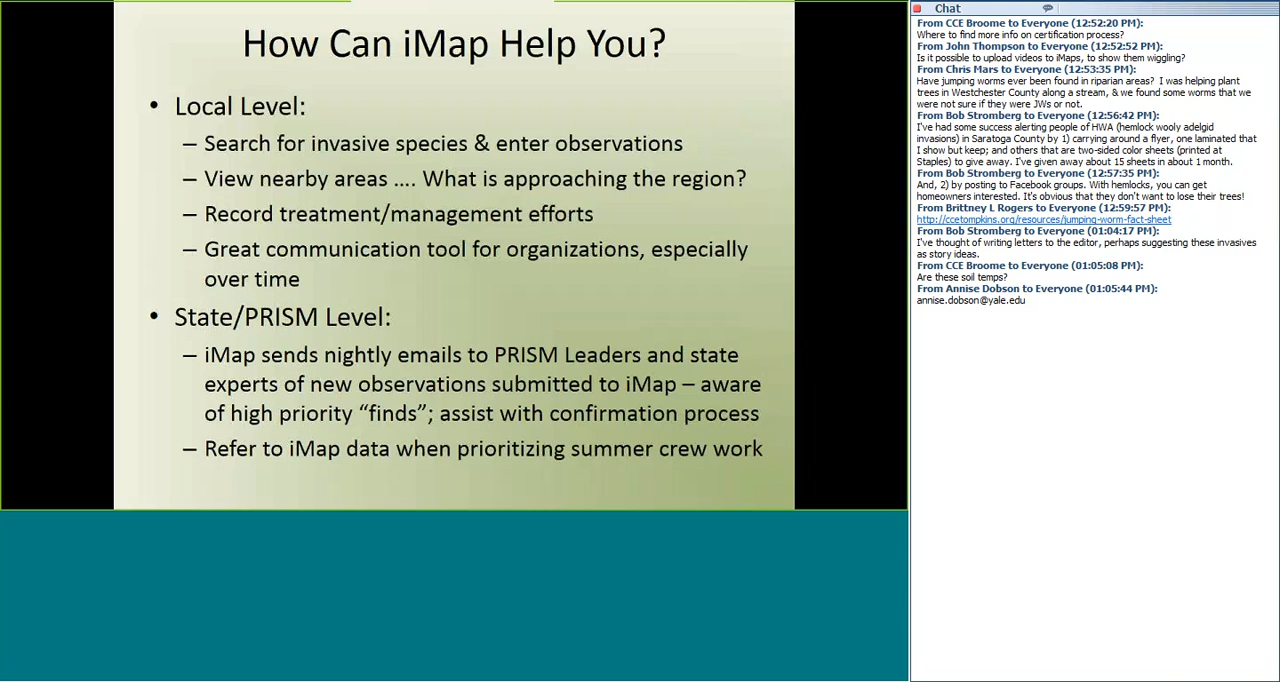 How Can iMap Help You?
• Local Level:
– Search for invasive species & enter observations
– View nearby areas …. What is approaching the region?
– Record treatment/management efforts
– Great communication tool for organizations, especially
over time
• State/PRISM Level:
– iMap sends nightly emails to PRISM Leaders and state
experts of new observations submitted to iMap – aware
of high priority “finds”; assist with confirmation process
– Refer to iMap data when prioritizing summer crew work
Chat
From CCE Broome to Everyone (12:52:20 PM):
Where to find more info on certification process?
From John Thompson to Everyone (12:52:52 PM):
Is it possible to upload videos to iMaps, to show them wiggling?
From Chris Mars to Everyone (12:53:35 PM):
Have jumping worms ever been found in riparian areas? I was helping plant
trees in Westchester County along a stream, & we found some worms that we
were not sure if they were JWs or not.
From Bob Stromberg to Everyone (12:56:42 PM):
I've had some success alerting people of HWA (hemlock wooly adelgid
invasions) in Saratoga County by 1) carrying around a flyer, one laminated that
I show but keep; and others that are two-sided color sheets (printed at
Staples) to give away. I've given away about 15 sheets in about 1 month.
From Bob Stromberg to Everyone (12:57:35 PM):
And, 2) by posting to Facebook groups. With hemlocks, you can get
homeowners interested. It's obvious that they don't want to lose their trees!
From Brittney L Rogers to Everyone (12:59:57 PM):
http://ccetompkins.org/resources/jumping-worm-fact-sheet
From Bob Stromberg to Everyone (01:04:17 PM):
I've thought of writing letters to the editor, perhaps suggesting these invasives
as story ideas.
From CCE Broome to Everyone (01:05:08 PM):
Are these soil temps?
From Annise Dobson to Everyone (01:05:44 PM):
annise.dobson@yale.edu